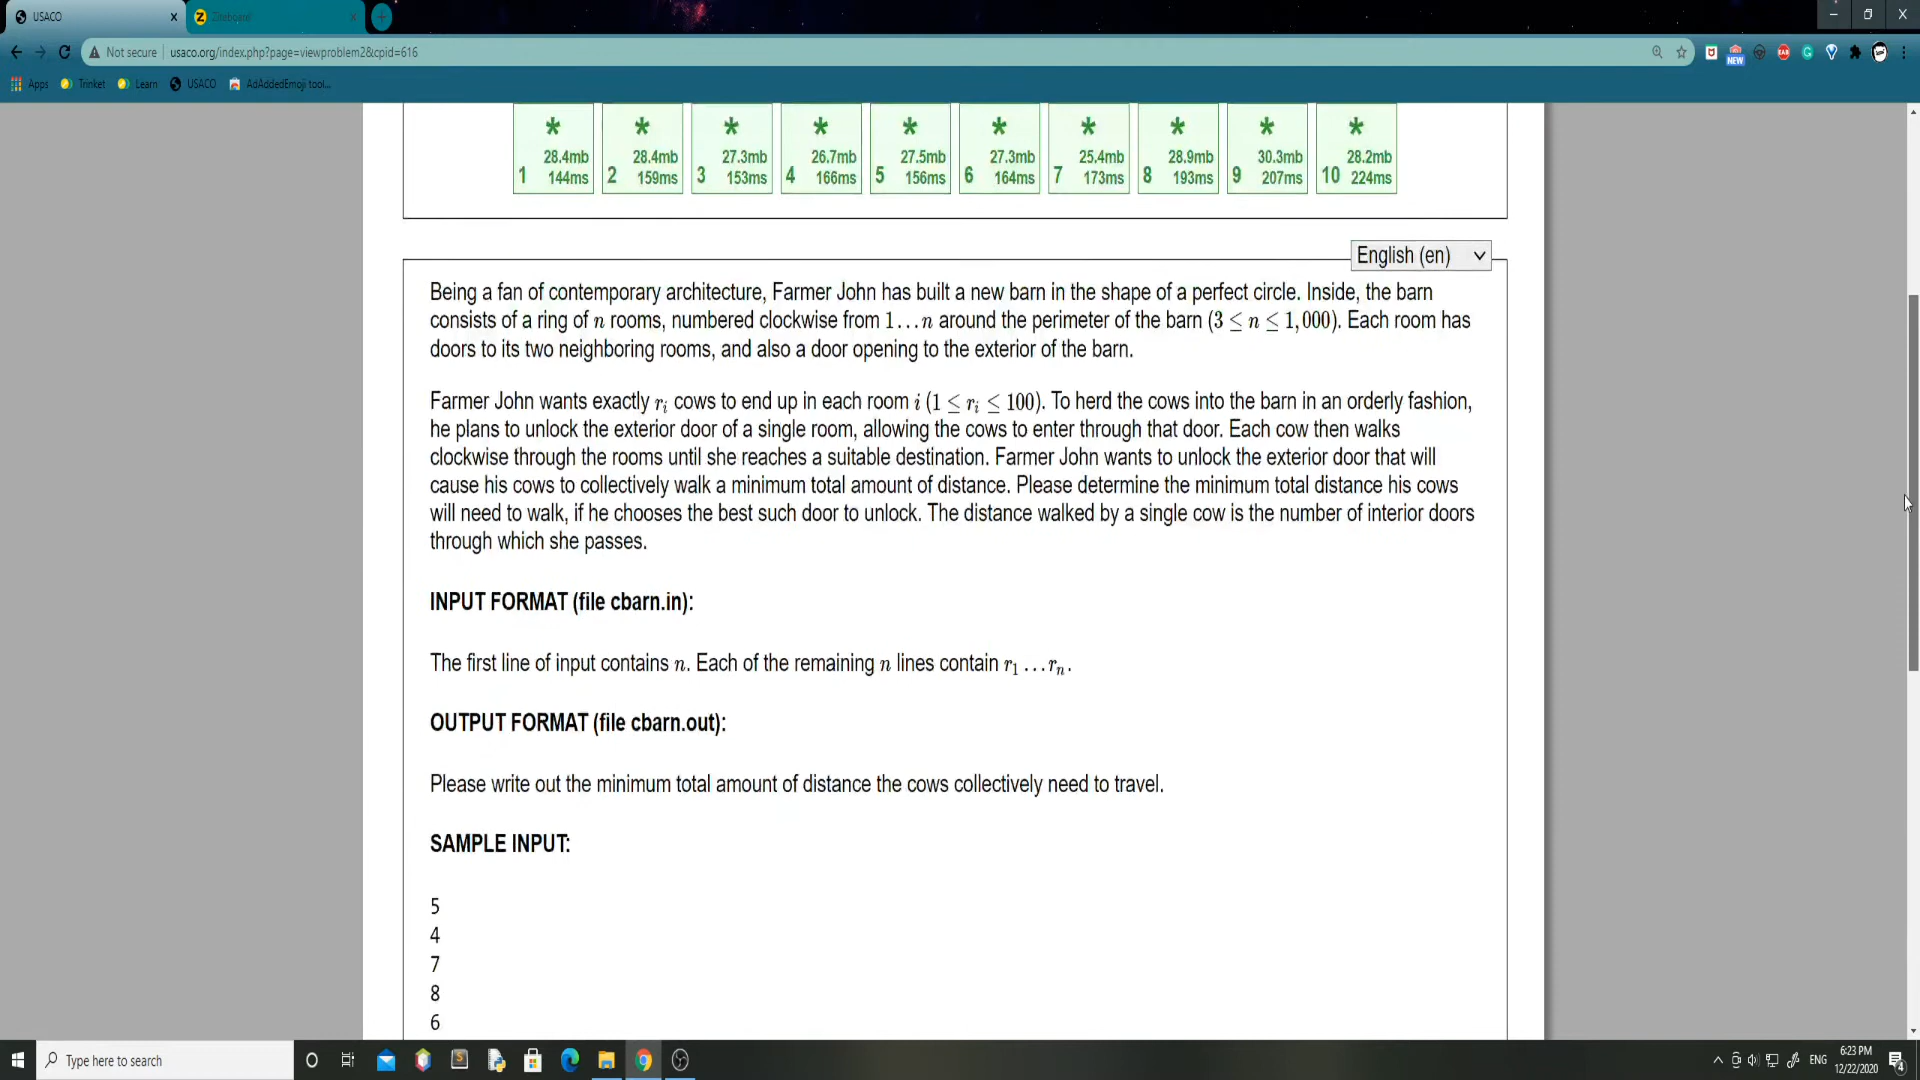 USACO
Ziteboard
Not secure | usaco.org/index.php?page=viewproblem2&cpid=616
NEW
Apps Trinket Learn USACO AdAddedEmoji tool...
* * * * * * * * * *
28.4mb 28.4mb 27.3mb 26.7mb 27.5mb 27.3mb 25.4mb 28.9mb 30.3mb 28.2mb
1 144ms 2 159ms 3 153ms 4 166ms 5 156ms 6 164ms 7 173ms 8 193ms 9 207ms 10 224ms
English (en)
Being a fan of contemporary architecture, Farmer John has built a new barn in the shape of a perfect circle. Inside, the barn
consists of a ring of n rooms, numbered clockwise from 1…n around the perimeter of the barn (3 ≤ n ≤ 1,000). Each room has
doors to its two neighboring rooms, and also a door opening to the exterior of the barn.
Farmer John wants exactly rᵢ cows to end up in each room i (1 ≤ rᵢ ≤ 100). To herd the cows into the barn in an orderly fashion,
he plans to unlock the exterior door of a single room, allowing the cows to enter through that door. Each cow then walks
clockwise through the rooms until she reaches a suitable destination. Farmer John wants to unlock the exterior door that will
cause his cows to collectively walk a minimum total amount of distance. Please determine the minimum total distance his cows
will need to walk, if he chooses the best such door to unlock. The distance walked by a single cow is the number of interior doors
through which she passes.
INPUT FORMAT (file cbarn.in):
The first line of input contains n. Each of the remaining n lines contain r₁…rₙ.
OUTPUT FORMAT (file cbarn.out):
Please write out the minimum total amount of distance the cows collectively need to travel.
SAMPLE INPUT:
5
4
7
8
6
Type here to search
ENG
6:23 PM
12/22/2020
4